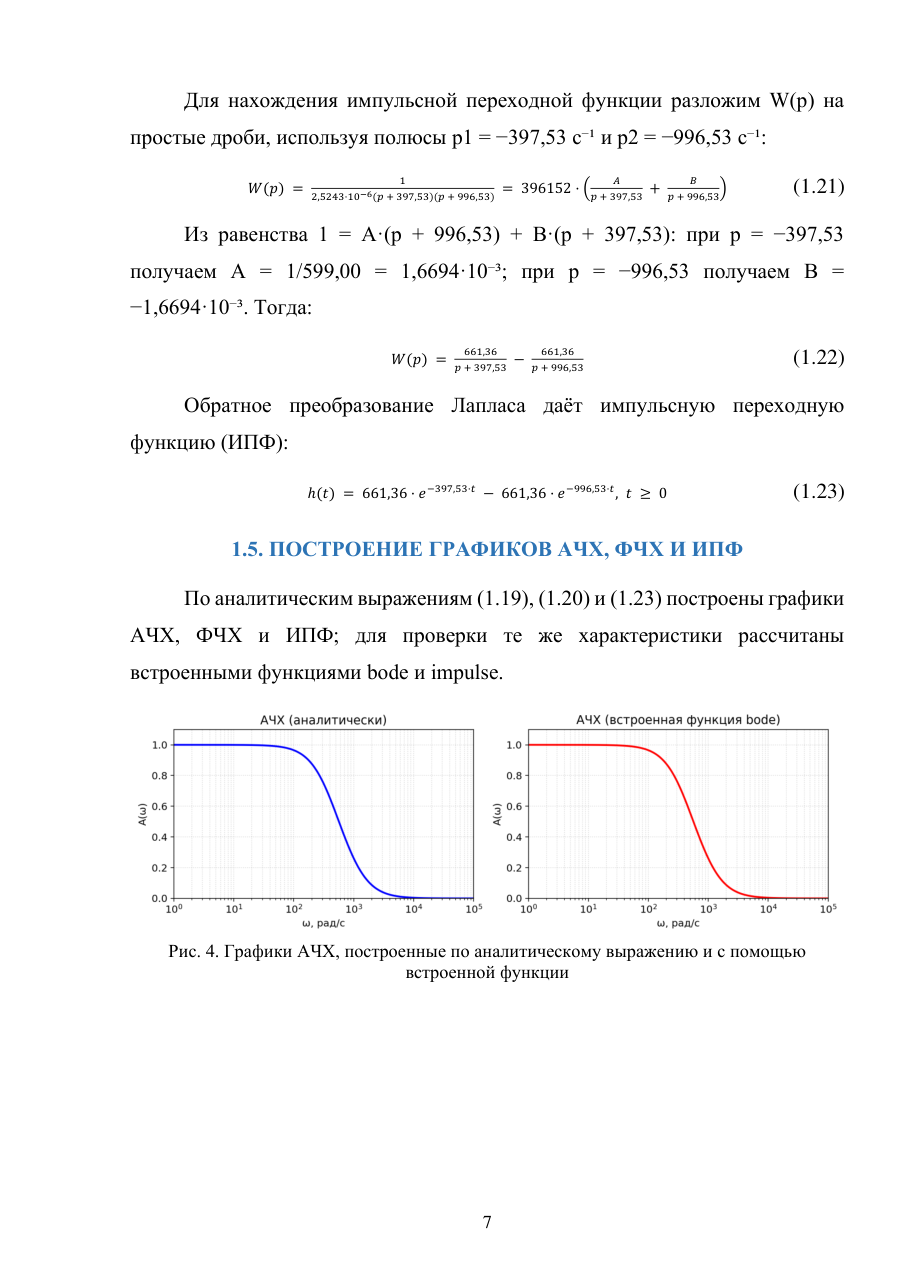 Для нахождения импульсной переходной функции разложим W(p) на
простые дроби, используя полюсы p1 = −397,53 с⁻¹ и p2 = −996,53 с⁻¹:
W(p) = 1 / 2,5243·10⁻⁶(p + 397,53)(p + 996,53) = 396152 · (A / p + 397,53 + B / p + 996,53) (1.21)
Из равенства 1 = A·(p + 996,53) + B·(p + 397,53): при p = −397,53
получаем A = 1/599,00 = 1,6694·10⁻³; при p = −996,53 получаем B =
−1,6694·10⁻³. Тогда:
W(p) = 661,36 / p + 397,53 − 661,36 / p + 996,53 (1.22)
Обратное преобразование Лапласа даёт импульсную переходную
функцию (ИПФ):
h(t) = 661,36 · e^−397,53·t − 661,36 · e^−996,53·t, t ≥ 0 (1.23)
1.5. ПОСТРОЕНИЕ ГРАФИКОВ АЧХ, ФЧХ И ИПФ
По аналитическим выражениям (1.19), (1.20) и (1.23) построены графики
АЧХ, ФЧХ и ИПФ; для проверки те же характеристики рассчитаны
встроенными функциями bode и impulse.
АЧХ (аналитически)
A(ω)
1.0
0.8
0.6
0.4
0.2
0.0
10⁰ 10¹ 10² 10³ 10⁴ 10⁵
ω, рад/с
АЧХ (встроенная функция bode)
A(ω)
1.0
0.8
0.6
0.4
0.2
0.0
10⁰ 10¹ 10² 10³ 10⁴ 10⁵
ω, рад/с
Рис. 4. Графики АЧХ, построенные по аналитическому выражению и с помощью
встроенной функции
7